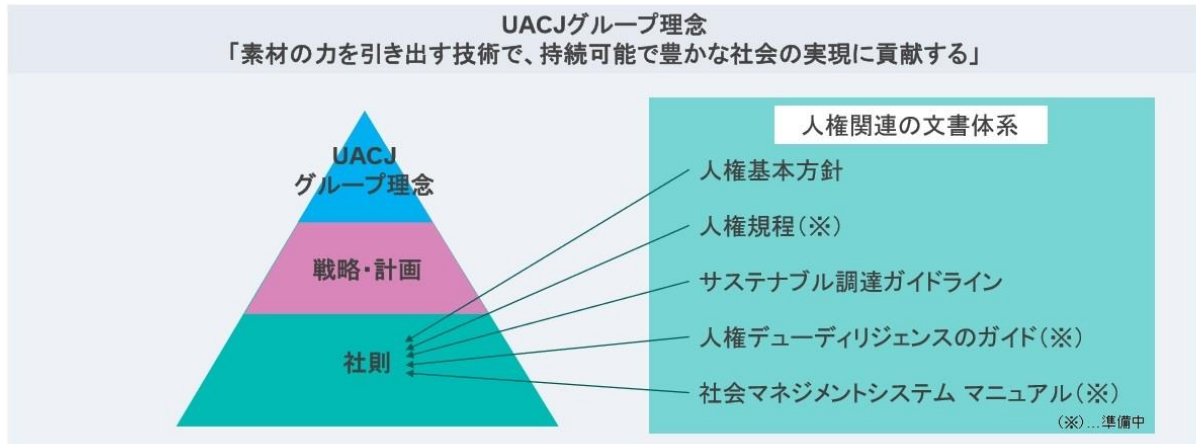 UACJグループ理念
「素材の力を引き出す技術で、持続可能で豊かな社会の実現に貢献する」
UACJ
グループ理念
戦略・計画
社則
人権関連の文書体系
人権基本方針
人権規程(※)
サステナブル調達ガイドライン
人権デューディリジェンスのガイド(※)
社会マネジメントシステム マニュアル(※)
(※)…準備中